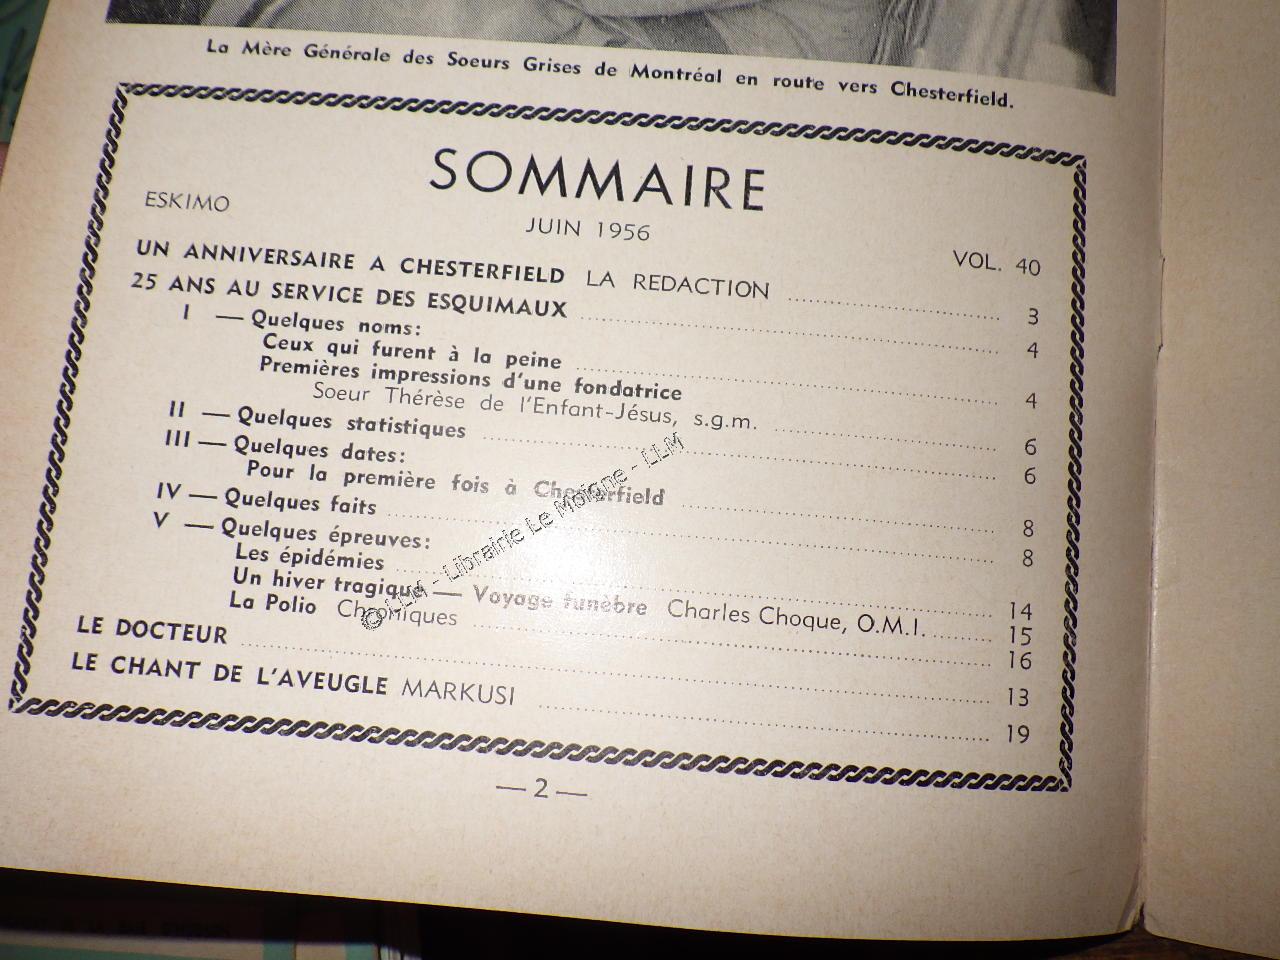 La Mère Générale des Soeurs Grises de Montréal en route vers Chesterfield.
SOMMAIRE
ESKIMO JUIN 1956 VOL. 40
UN ANNIVERSAIRE A CHESTERFIELD LA REDACTION 3
25 ANS AU SERVICE DES ESQUIMAUX 4
I — Quelques noms:
Ceux qui furent à la peine 4
Premières impressions d'une fondatrice
Soeur Thérèse de l'Enfant-Jésus, s.g.m. 6
II — Quelques statistiques 6
III — Quelques dates:
Pour la première fois à Chesterfield 8
IV — Quelques faits 8
V — Quelques épreuves:
Les épidémies 14
Un hiver tragique — Voyage funèbre Charles Choque, O.M.I. 15
La Polio Chroniques 16
LE DOCTEUR 13
LE CHANT DE L'AVEUGLE MARKUSI 19
— 2 —
© LLM - Librairie Le Moigne - LLM